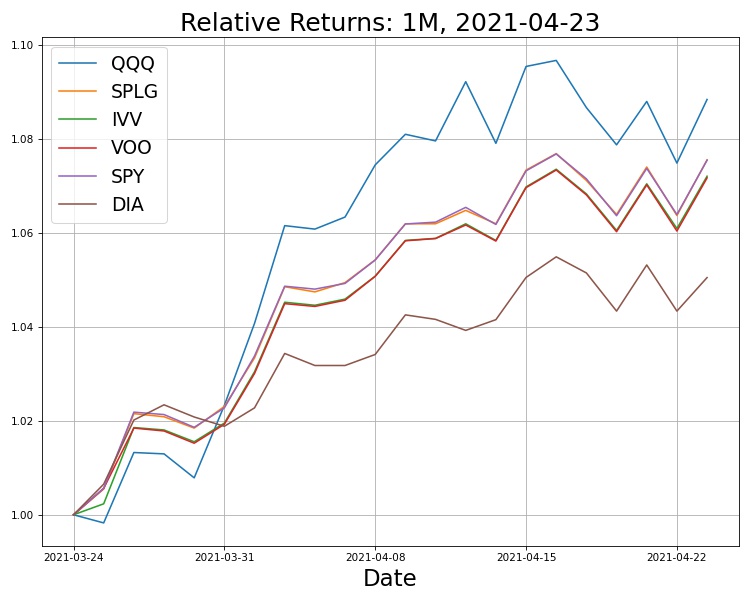 Relative Returns: 1M, 2021-04-23
1.10
1.08
1.06
1.04
1.02
1.00
QQQ
SPLG
IVV
VOO
SPY
DIA
2021-03-24
2021-03-31
2021-04-08
2021-04-15
2021-04-22
Date